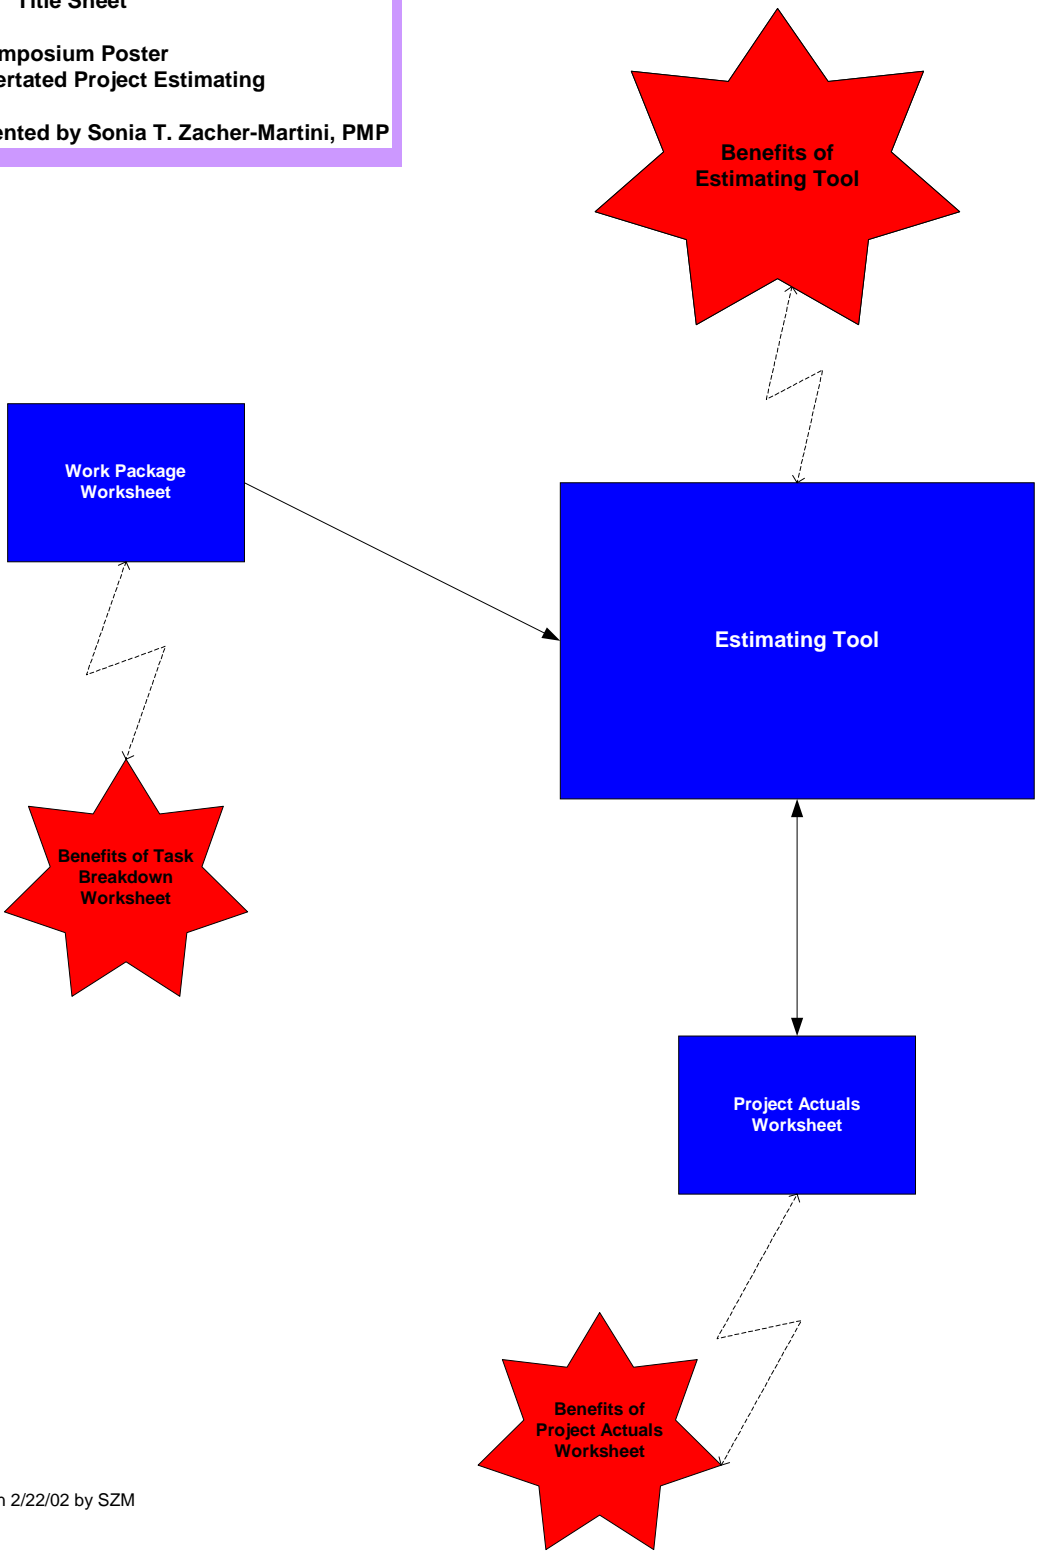 Title Sheet
mposium Poster
ertated Project Estimating
ented by Sonia T. Zacher-Martini, PMP
Benefits of
Estimating Tool
Work Package
Worksheet
Estimating Tool
Benefits of Task
Breakdown
Worksheet
Project Actuals
Worksheet
Benefits of
Project Actuals
Worksheet
n 2/22/02 by SZM